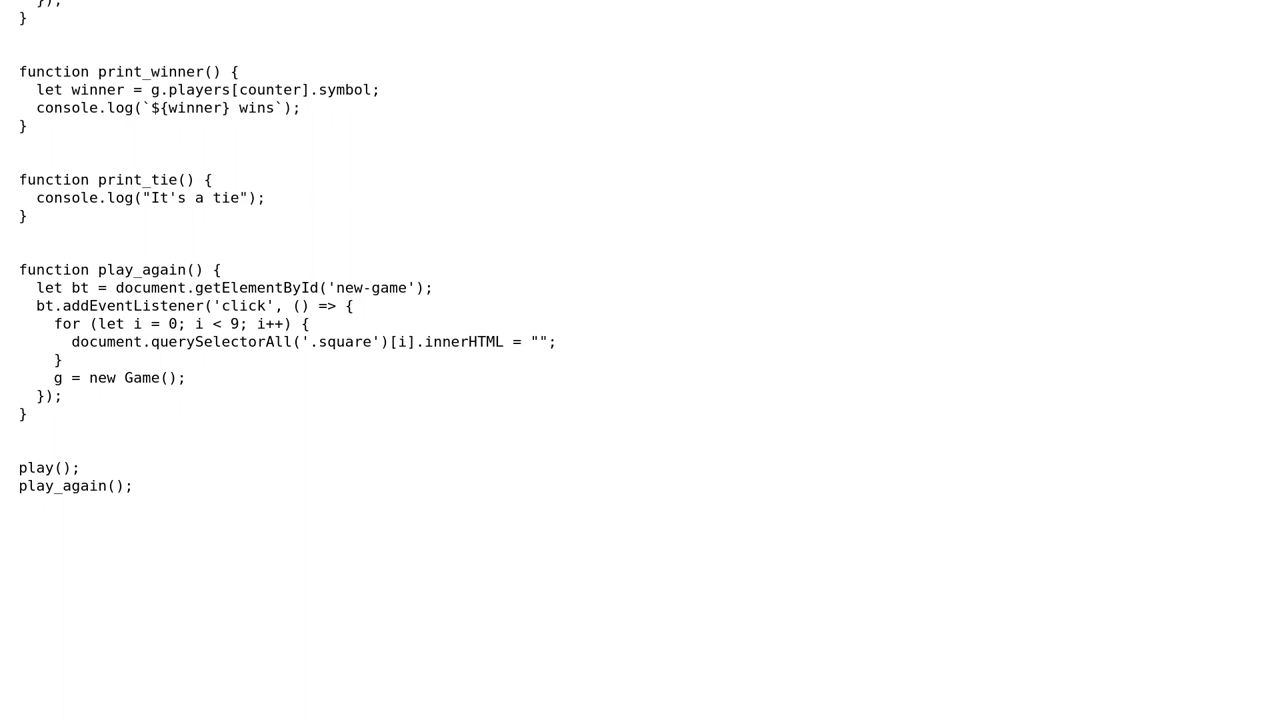 });
}
function print_winner() {
  let winner = g.players[counter].symbol;
  console.log(`${winner} wins`);
}
function print_tie() {
  console.log("It's a tie");
}
function play_again() {
  let bt = document.getElementById('new-game');
  bt.addEventListener('click', () => {
    for (let i = 0; i < 9; i++) {
      document.querySelectorAll('.square')[i].innerHTML = "";
    }
    g = new Game();
  });
}
play();
play_again();